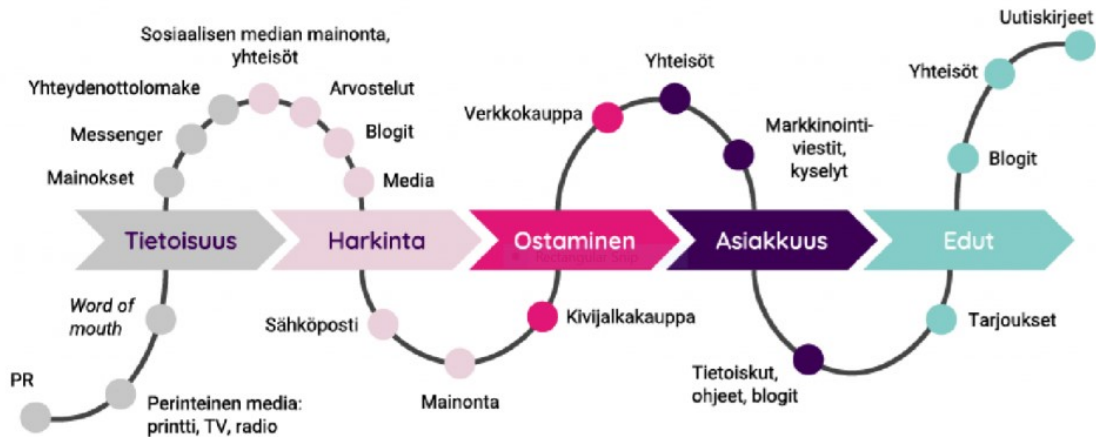 Uutiskirjeet
Sosiaalisen median mainonta,
yhteisöt
Yhteisöt
Yhteisöt
Yhteydenottolomake
Arvostelut
Verkkokauppa
Messenger
Blogit
Markkinointi-
viestit,
kyselyt
Blogit
Mainokset
Media
Tietoisuus
Harkinta
Ostaminen
Asiakkuus
Edut
Rectangular Snip
Word of
mouth
Sähköposti
Kivijalkakauppa
Tarjoukset
PR
Perinteinen media:
printti, TV, radio
Mainonta
Tietoiskut,
ohjeet, blogit